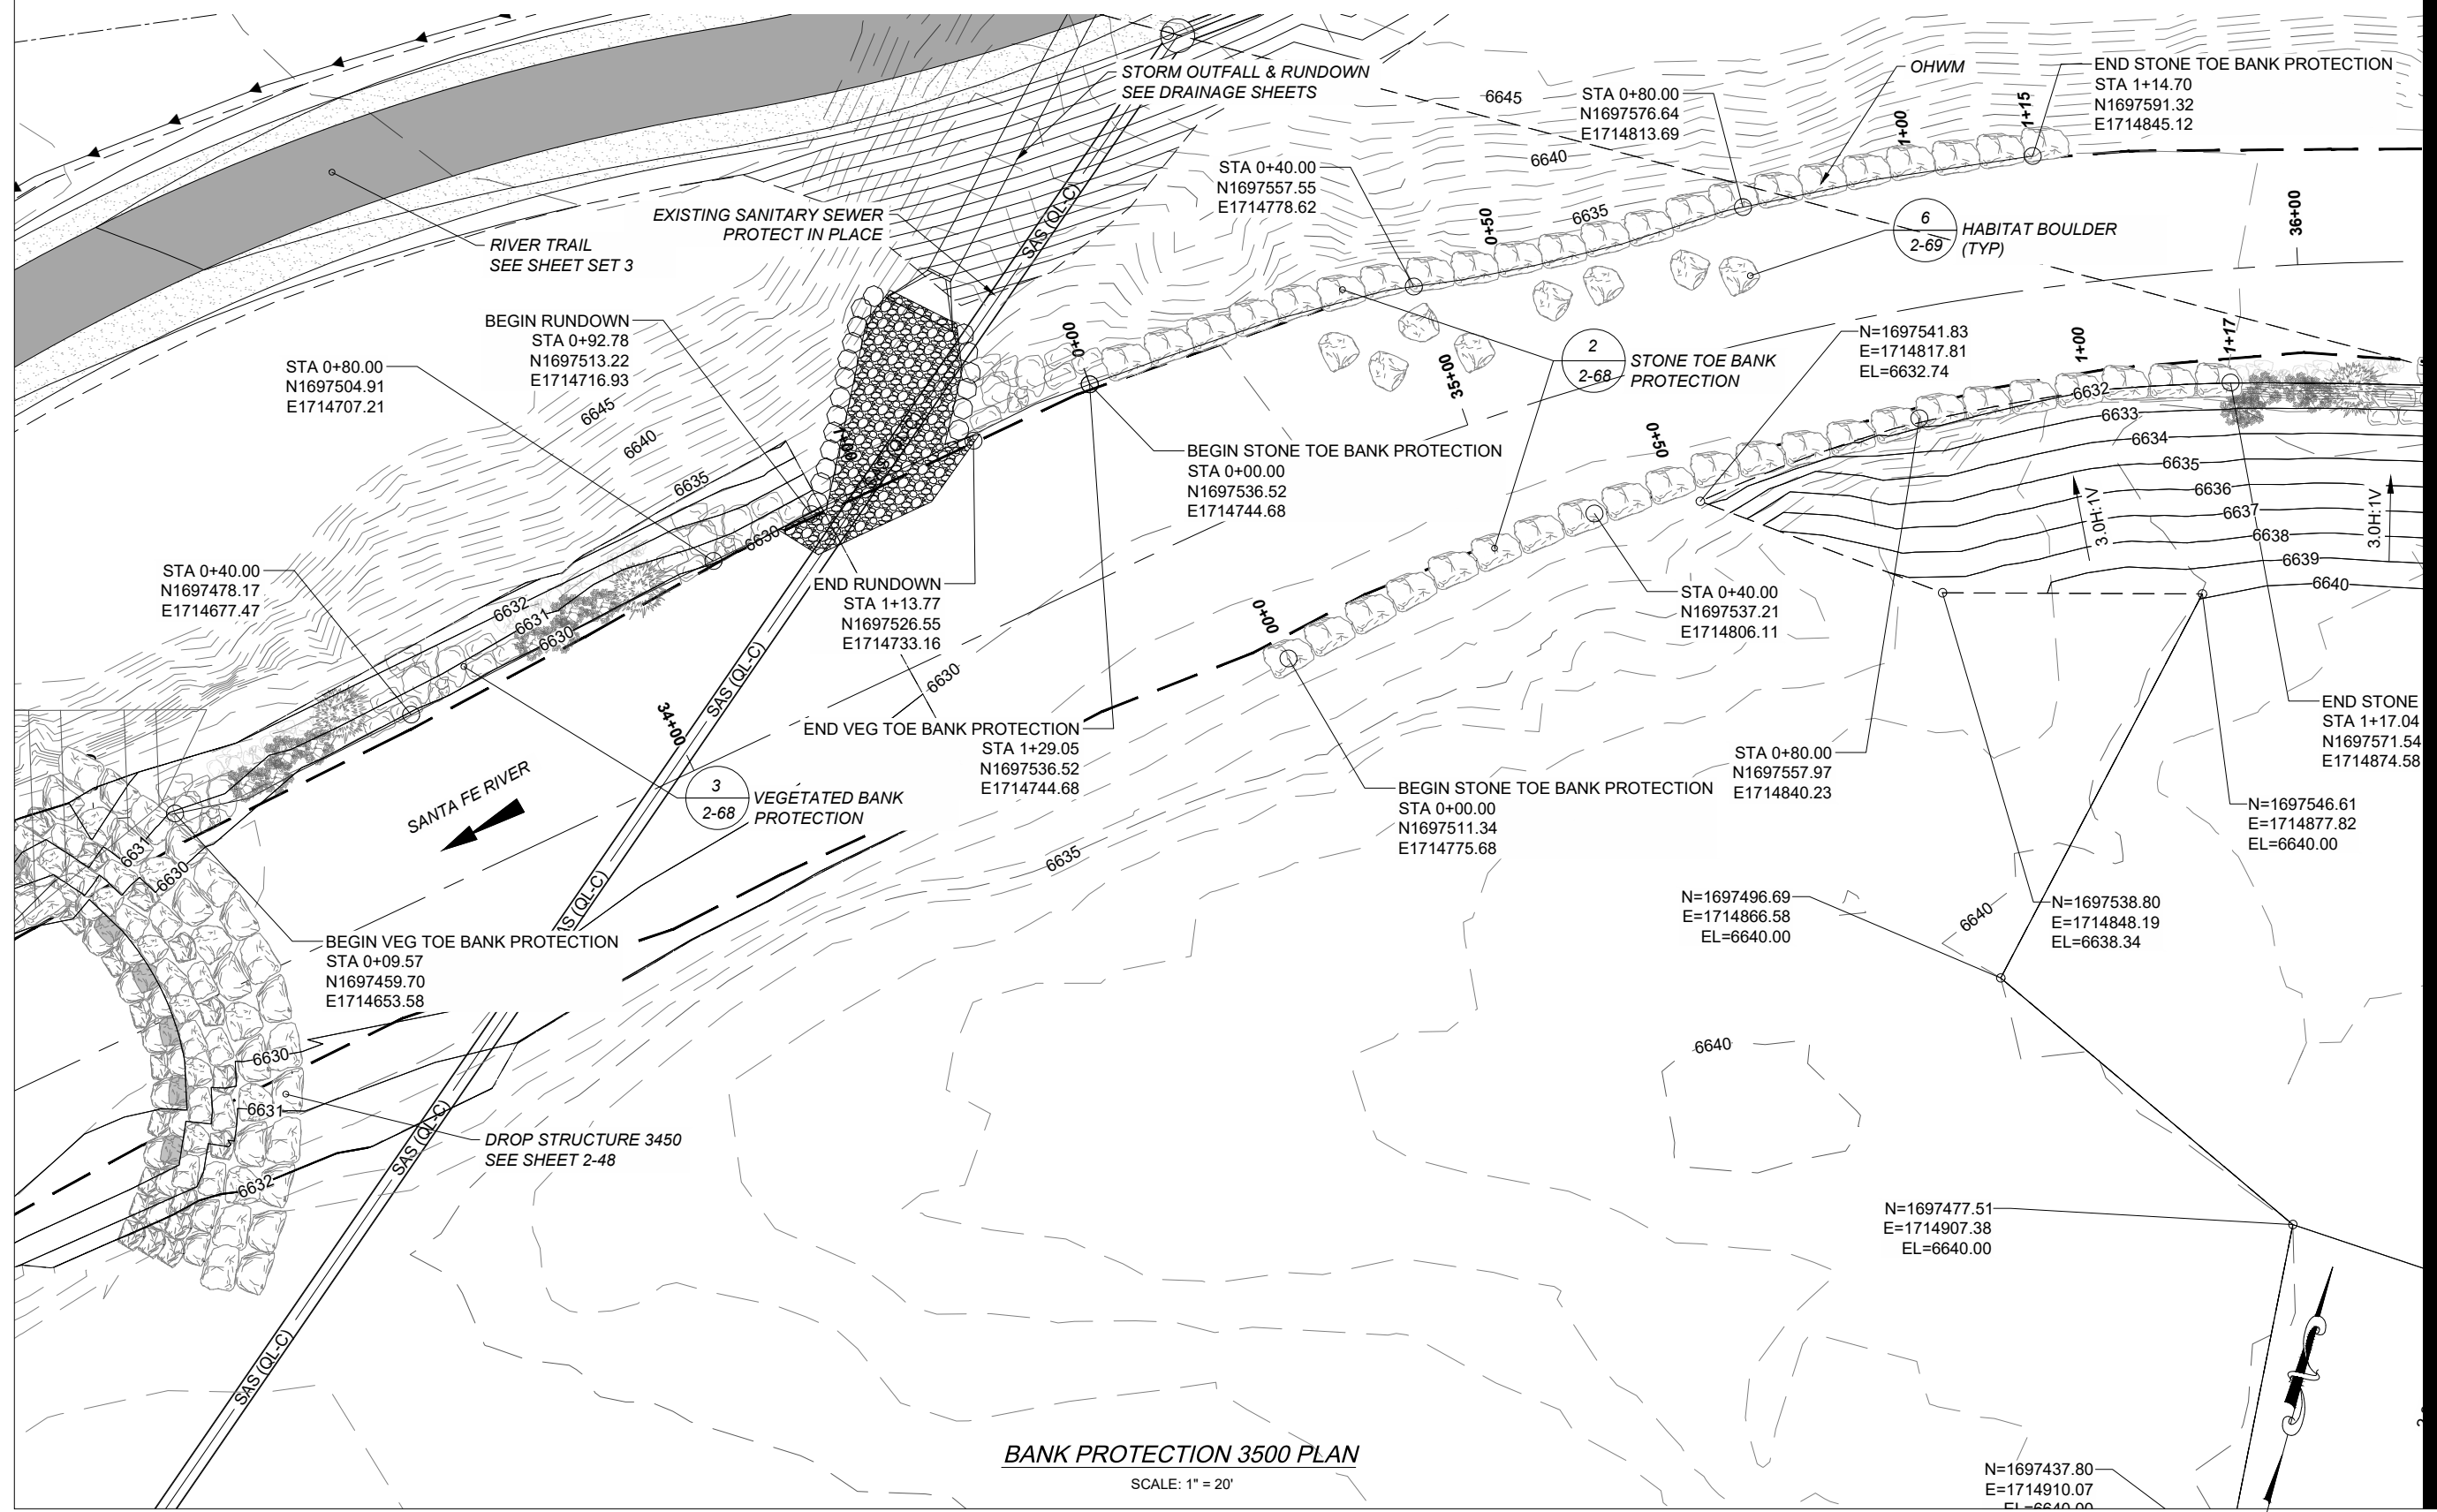 STORM OUTFALL & RUNDOWN
SEE DRAINAGE SHEETS
OHWM
END STONE TOE BANK PROTECTION
STA 1+14.70
N1697591.32
E1714845.12
6645
STA 0+80.00
N1697576.64
E1714813.69
1+00
1+15
6640
STA 0+40.00
N1697557.55
E1714778.62
SAS (QL-C)
EXISTING SANITARY SEWER
PROTECT IN PLACE
RIVER TRAIL
SEE SHEET SET 3
0+50
6635
6
2-69
HABITAT BOULDER
(TYP)
36+00
BEGIN RUNDOWN
STA 0+92.78
N1697513.22
E1714716.93
STA 0+80.00
N1697504.91
E1714707.21
0+00
35+00
2
2-68
STONE TOE BANK
PROTECTION
N=1697541.83
E=1714817.81
EL=6632.74
1+00
1+17
6632
6633
6634
6635
6636
6637
6638
6639
6640
3.0H:1V
3.0H:1V
6645
6640
6635
6630
BEGIN STONE TOE BANK PROTECTION
STA 0+00.00
N1697536.52
E1714744.68
0+50
STA 0+40.00
N1697478.17
E1714677.47
6632
6631
6630
END RUNDOWN
STA 1+13.77
N1697526.55
E1714733.16
0+00
STA 0+40.00
N1697537.21
E1714806.11
SAS (QL-C)
6630
34+00
END VEG TOE BANK PROTECTION
STA 1+29.05
N1697536.52
E1714744.68
END STONE
STA 1+17.04
N1697571.54
E1714874.58
STA 0+80.00
N1697557.97
E1714840.23
SANTA FE RIVER
3
2-68
VEGETATED BANK
PROTECTION
BEGIN STONE TOE BANK PROTECTION
STA 0+00.00
N1697511.34
E1714775.68
N=1697546.61
E=1714877.82
EL=6640.00
6631
6630
6635
AS (QL-C)
N=1697496.69
E=1714866.58
EL=6640.00
6640
N=1697538.80
E=1714848.19
EL=6638.34
BEGIN VEG TOE BANK PROTECTION
STA 0+09.57
N1697459.70
E1714653.58
6630
6631
6632
6640
SAS (QL-C)
DROP STRUCTURE 3450
SEE SHEET 2-48
N=1697477.51
E=1714907.38
EL=6640.00
SAS (QL-C)
BANK PROTECTION 3500 PLAN
SCALE: 1" = 20'
N=1697437.80
E=1714910.07
EL=6640.00